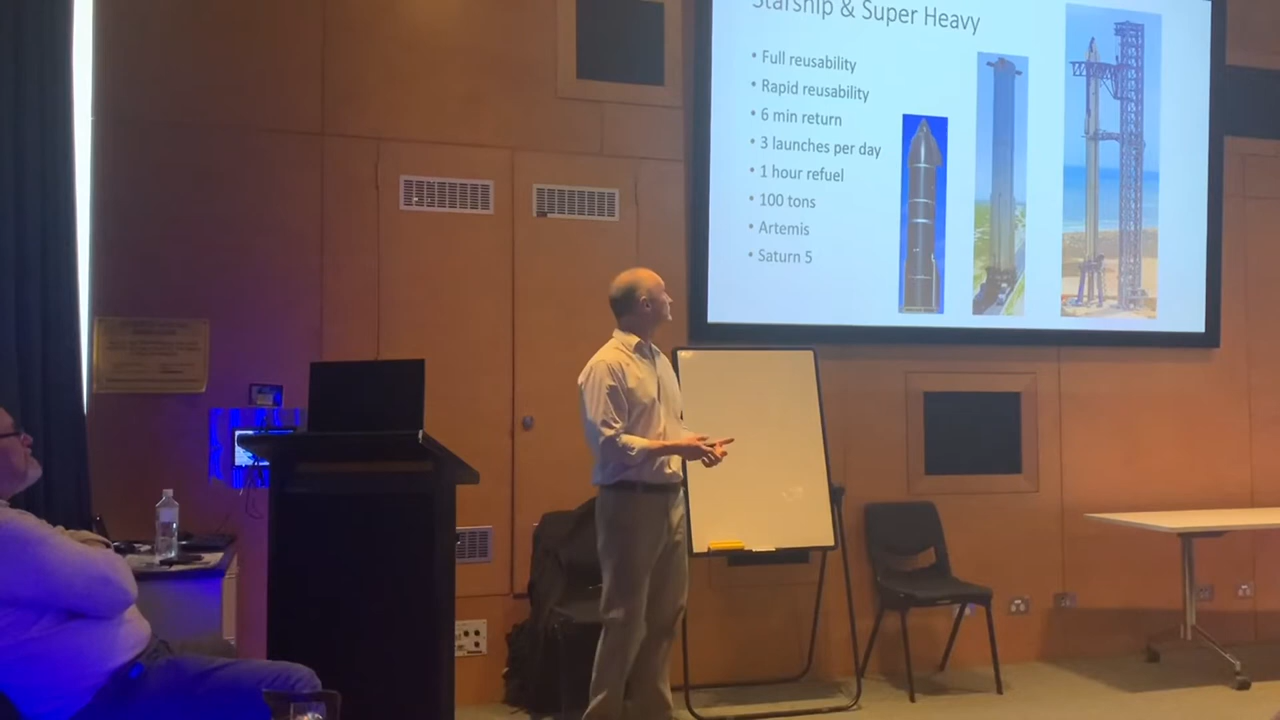 Starship & Super Heavy
• Full reusability
• Rapid reusability
• 6 min return
• 3 launches per day
• 1 hour refuel
• 100 tons
• Artemis
• Saturn 5